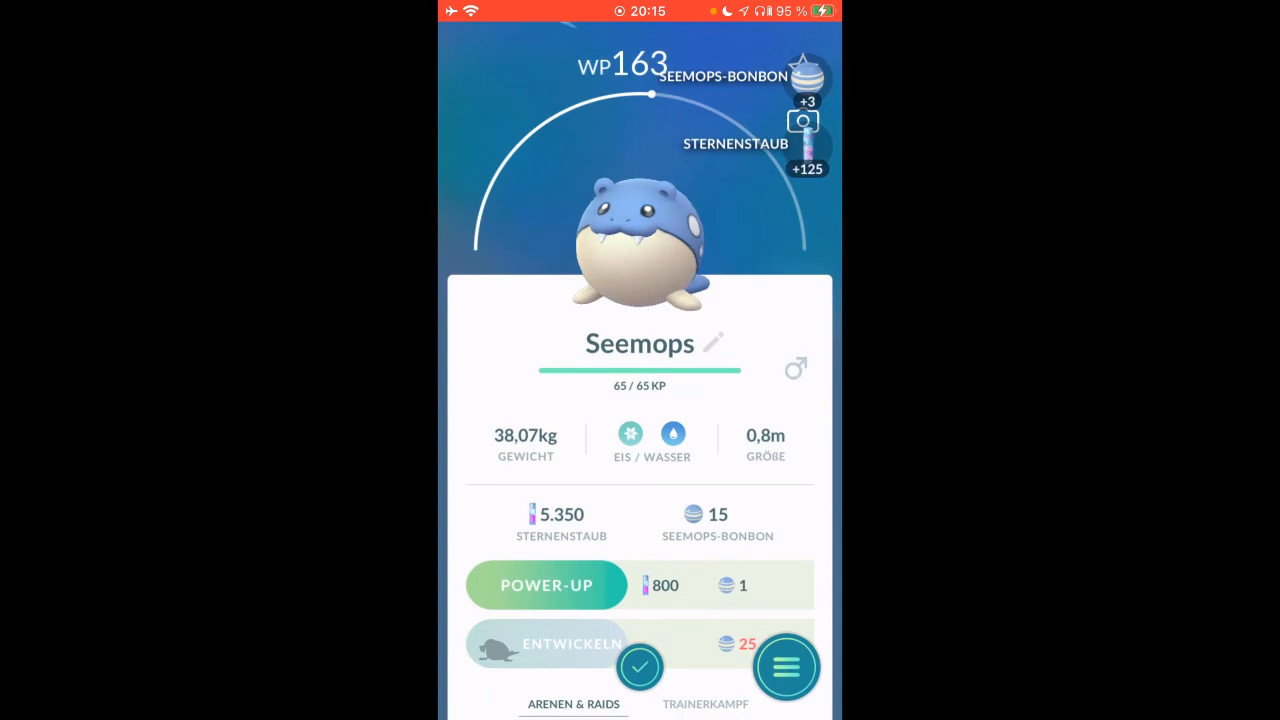 20:15
95 %
WP163
SEEMOPS-BONBON
+3
STERNENSTAUB
+125
Seemops
65 / 65 KP
38,07kg
GEWICHT
EIS / WASSER
0,8m
GRÖßE
5.350
STERNENSTAUB
15
SEEMOPS-BONBON
POWER-UP
800
1
ENTWICKELN
25
ARENEN & RAIDS
TRAINERKAMPF